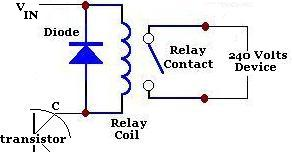 V IN
Diode
Relay
Contact
240 Volts
Device
C
Relay
Coil
transistor